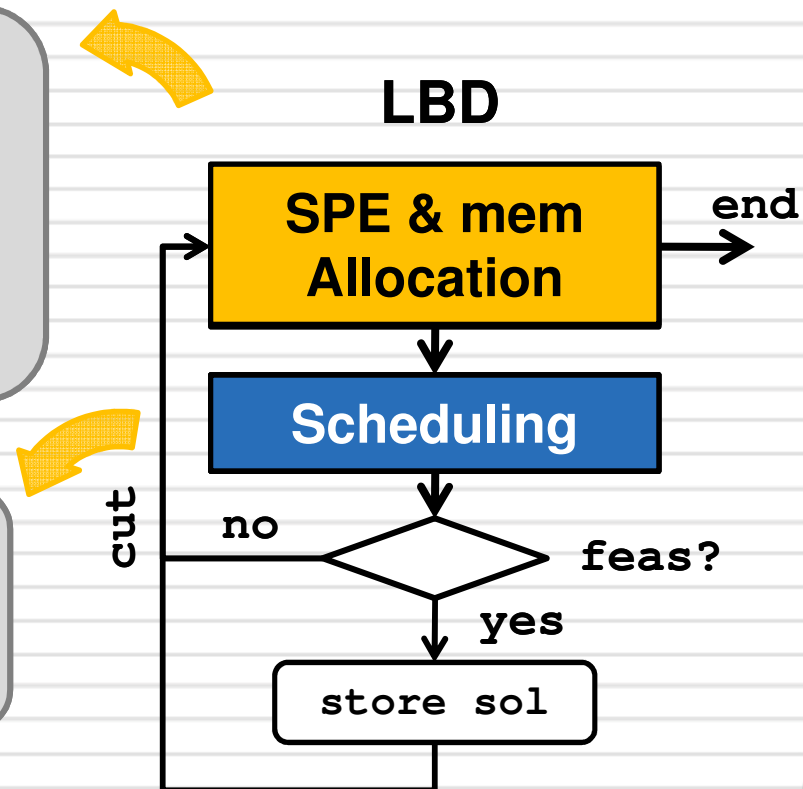 LBD
SPE & mem
Allocation
end
Scheduling
cut
no
feas?
yes
store sol